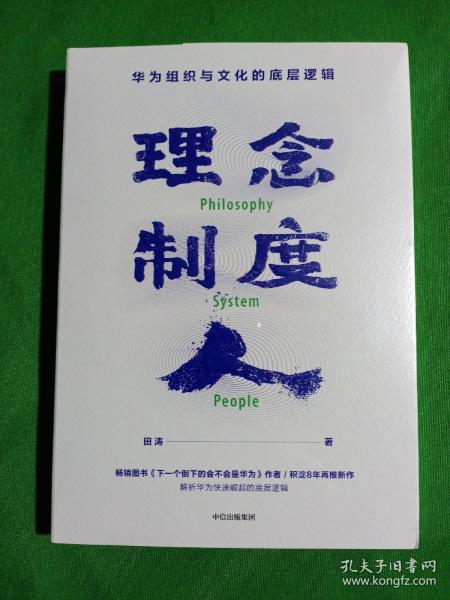 华为组织与文化的底层逻辑
理念
Philosophy
制度
System
人
People
田涛 著
畅销图书《下一个倒下的会不会是华为》作者/积淀8年再推新作
解析华为快速崛起的底层逻辑
中信出版集团
孔夫子旧书网
www.kongfz.com